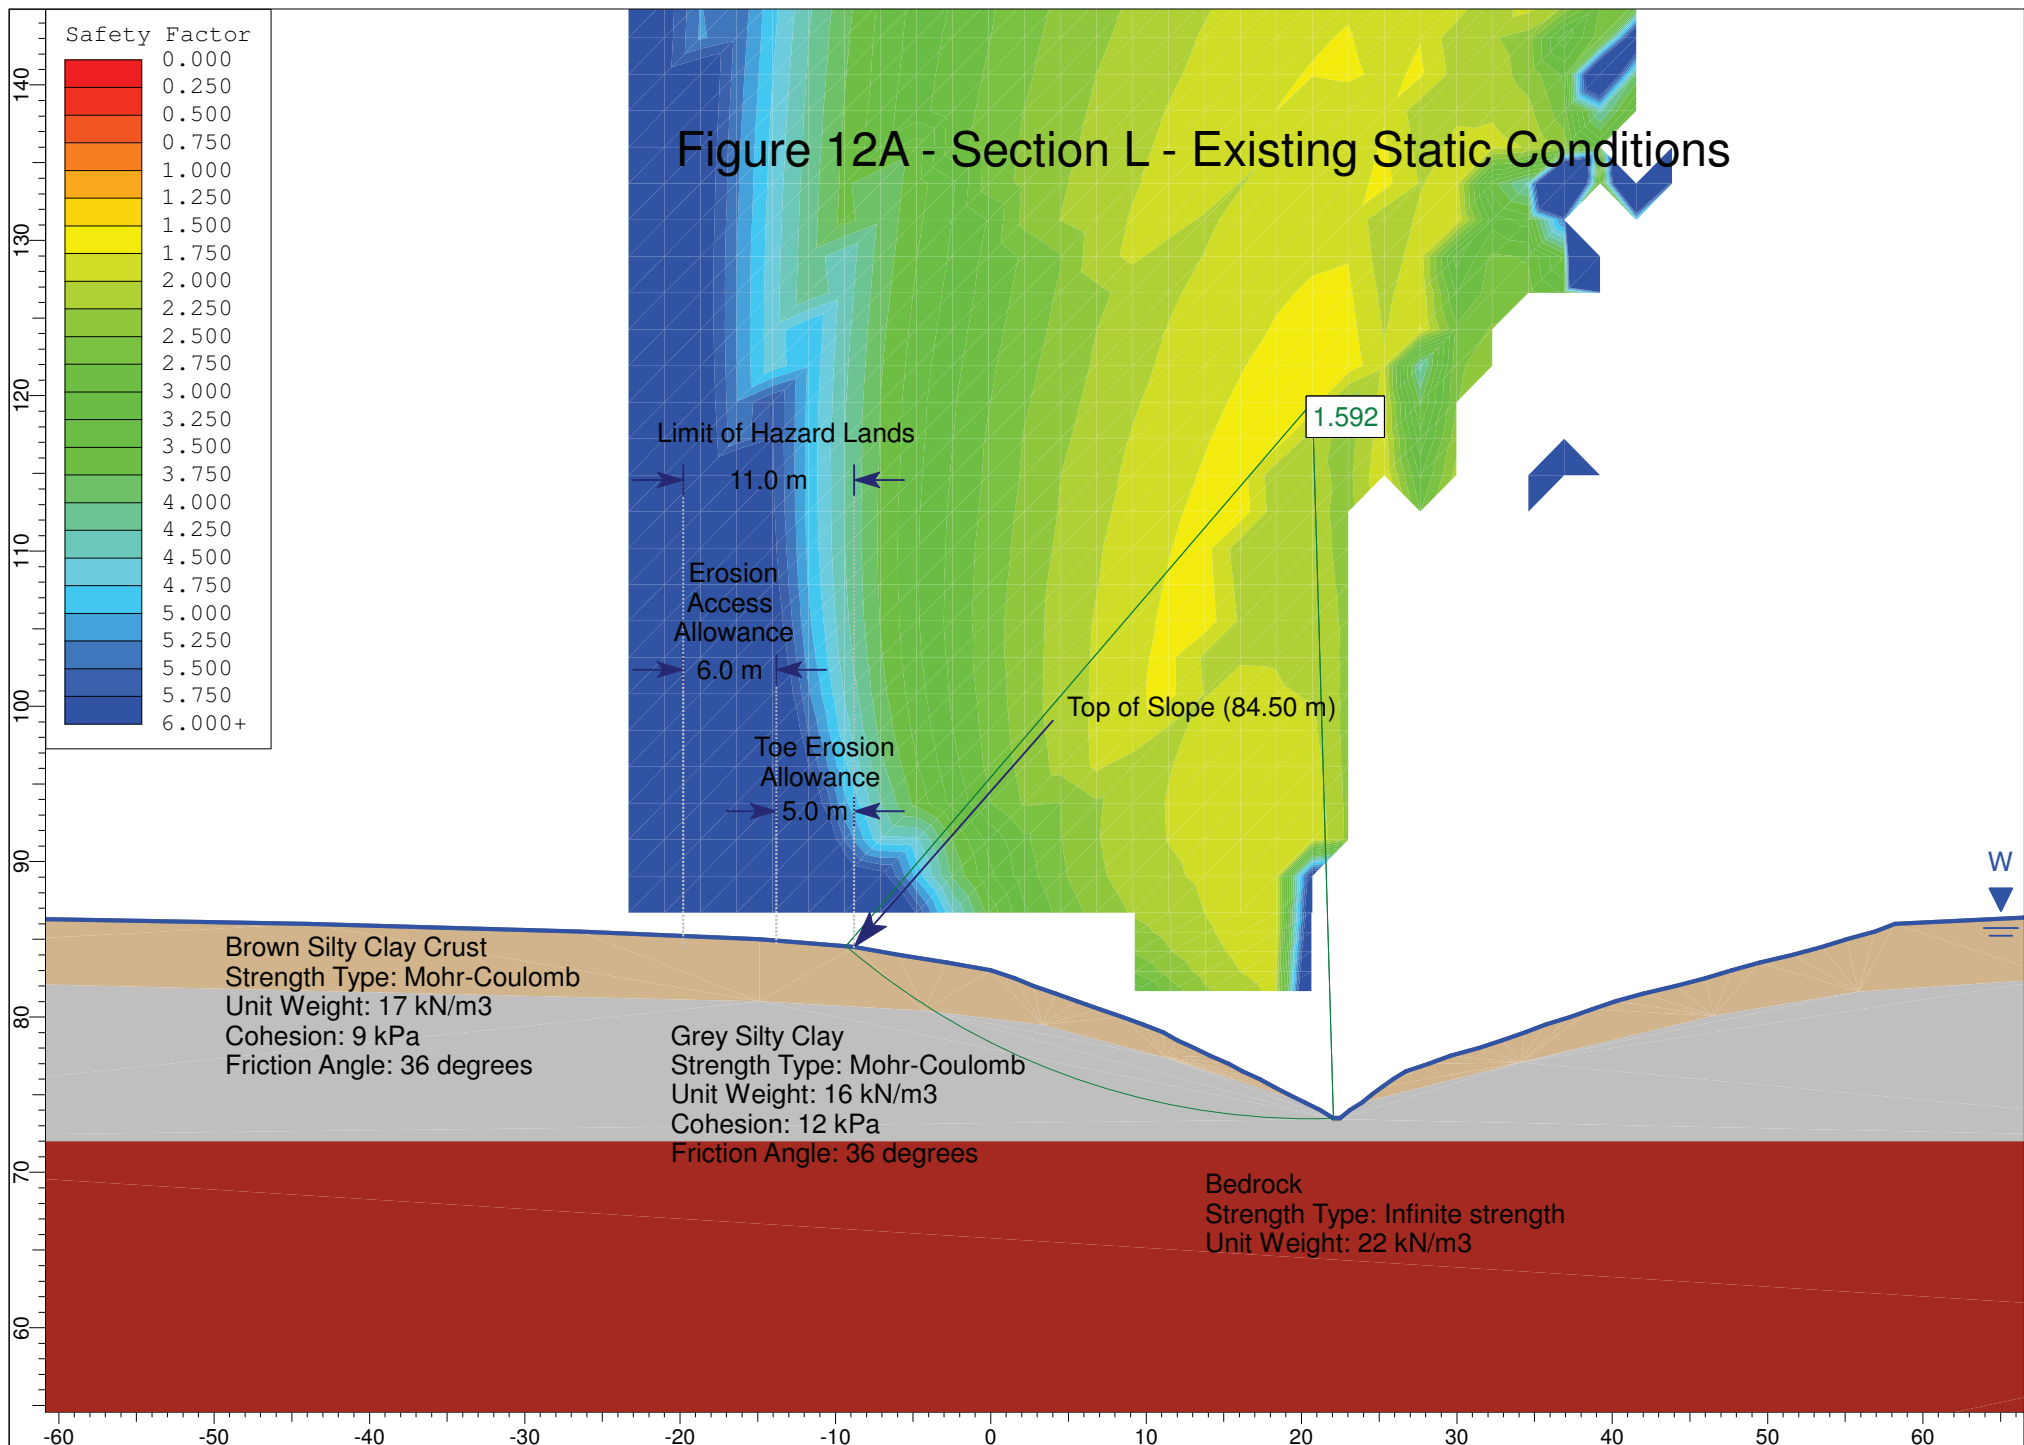 Safety Factor
0.000
0.250
0.500
0.750
1.000
1.250
1.500
1.750
2.000
2.250
2.500
2.750
3.000
3.250
3.500
3.750
4.000
4.250
4.500
4.750
5.000
5.250
5.500
5.750
6.000+
Figure 12A - Section L - Existing Static Conditions
1.592
Limit of Hazard Lands
11.0 m
Erosion
Access
Allowance
6.0 m
Top of Slope (84.50 m)
Toe Erosion
Allowance
5.0 m
W
Brown Silty Clay Crust
Strength Type: Mohr-Coulomb
Unit Weight: 17 kN/m3
Cohesion: 9 kPa
Friction Angle: 36 degrees
Grey Silty Clay
Strength Type: Mohr-Coulomb
Unit Weight: 16 kN/m3
Cohesion: 12 kPa
Friction Angle: 36 degrees
Bedrock
Strength Type: Infinite strength
Unit Weight: 22 kN/m3
140
130
120
110
100
90
80
70
60
-60 -50 -40 -30 -20 -10 0 10 20 30 40 50 60